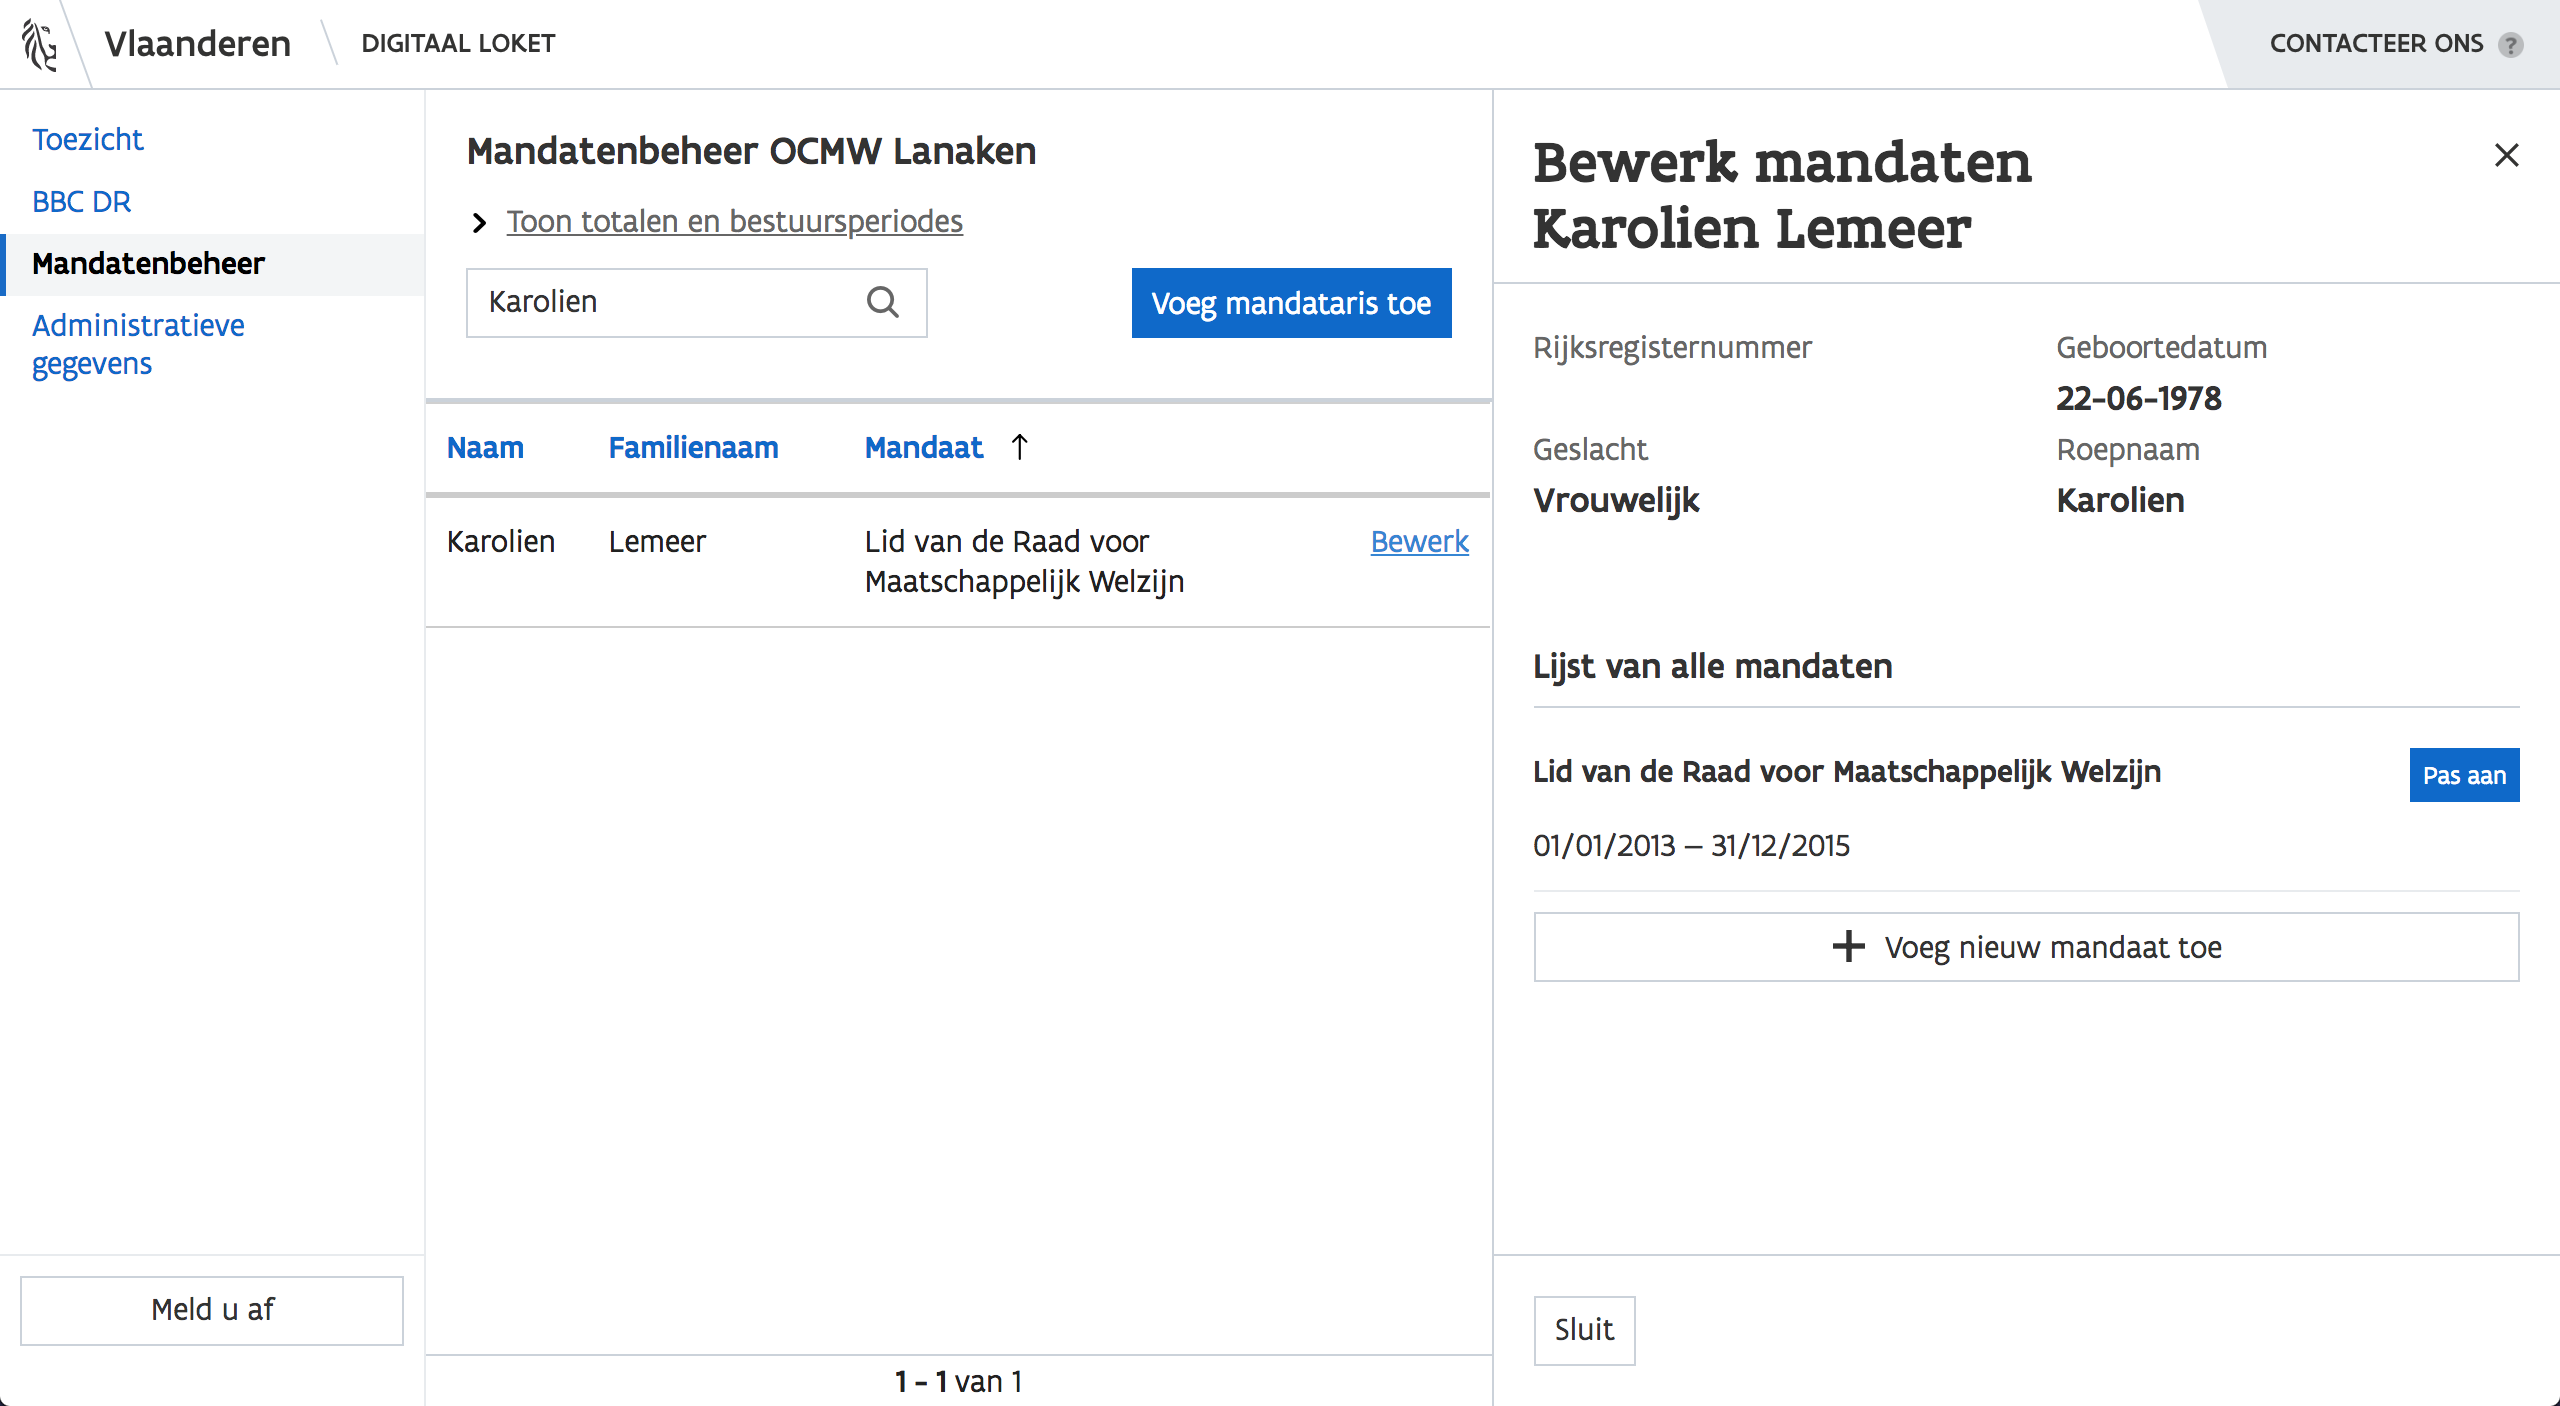 Vlaanderen
DIGITAAL LOKET
CONTACTEER ONS ?
Toezicht
BBC DR
Mandatenbeheer
Administratieve
gegevens
Meld u af
Mandatenbeheer OCMW Lanaken
Toon totalen en bestuursperiodes
Karolien
Voeg mandataris toe
Naam Familienaam Mandaat ↑
Karolien Lemeer Lid van de Raad voor Bewerk
Maatschappelijk Welzijn
1 - 1 van 1
Bewerk mandaten
Karolien Lemeer
Rijksregisternummer Geboortedatum
22-06-1978
Geslacht Roepnaam
Vrouwelijk Karolien
Lijst van alle mandaten
Lid van de Raad voor Maatschappelijk Welzijn Pas aan
01/01/2013 – 31/12/2015
Voeg nieuw mandaat toe
Sluit